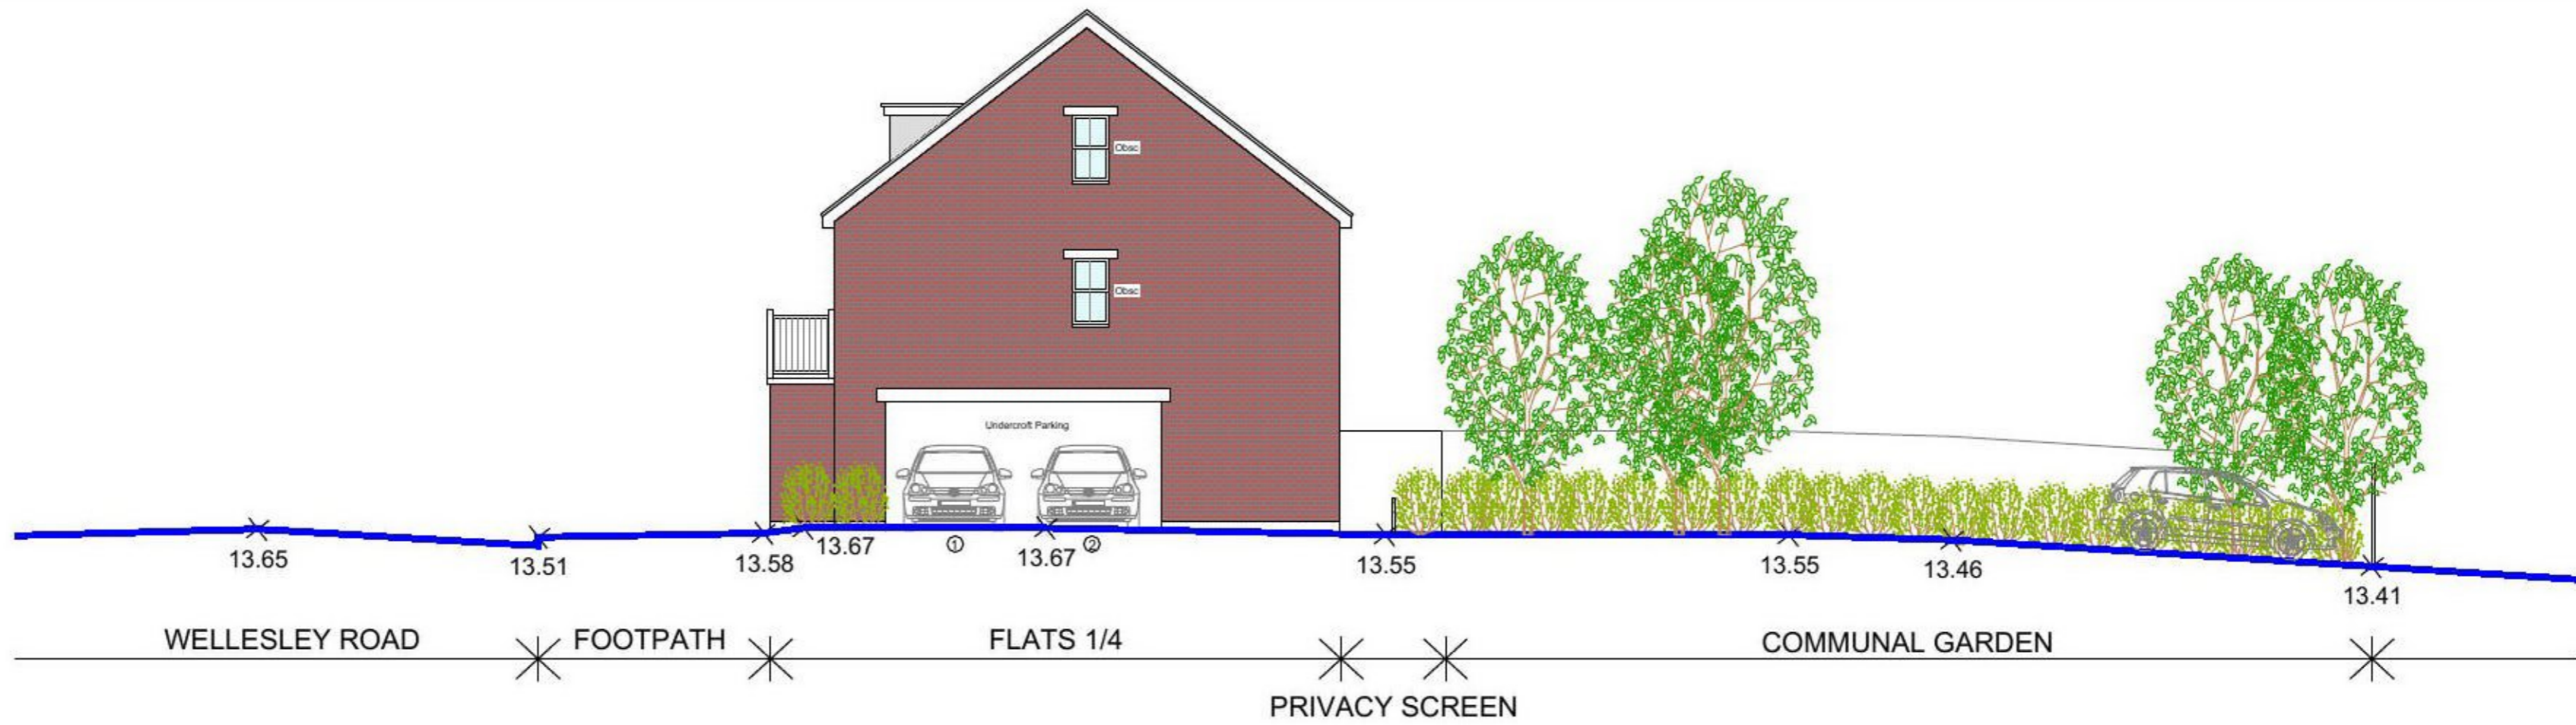 Obsc
Obsc
Undercroft Parking
13.65
13.51
13.58
13.67
1
13.67
2
13.55
13.55
13.46
13.41
WELLESLEY ROAD
FOOTPATH
FLATS 1/4
COMMUNAL GARDEN
PRIVACY SCREEN